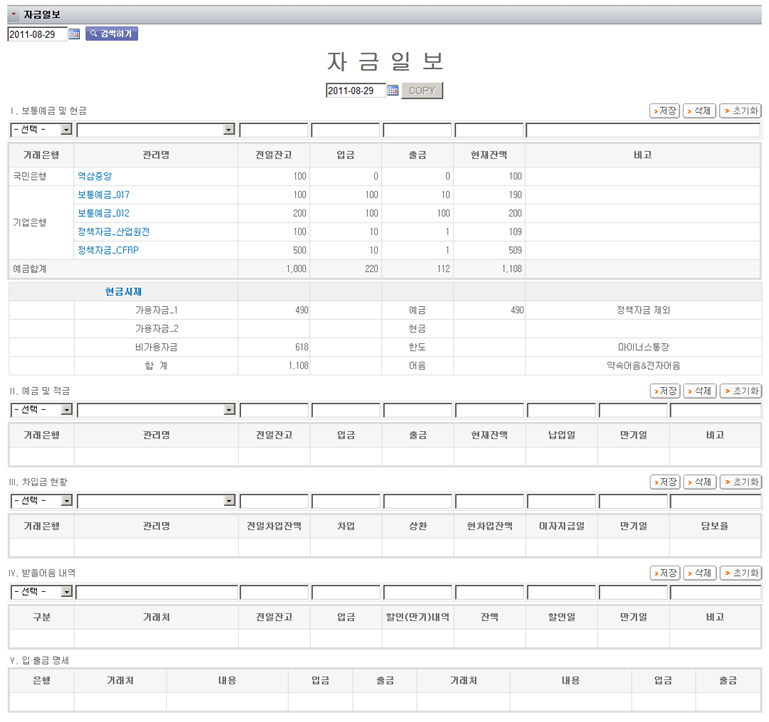 자금일보
2011-08-29 검색하기
자 금 일 보
2011-08-29 COPY
I. 보통예금 및 현금 저장 삭제 초기화
- 선택 -
거래은행 관리명 전일잔고 입금 출금 현재잔액 비고
국민은행 역삼중앙 100 0 0 100
기업은행 보통예금_017 100 100 10 190
보통예금_012 200 100 100 200
정책자금_산업원전 100 10 1 109
정책자금_CFRP 500 10 1 509
예금합계 1,000 220 112 1,108
현금시재
가용자금_1 490 예금 490 정책자금 제외
가용자금_2 현금
비가용자금 618 한도 마이너스통장
합 계 1,108 어음 약속어음&전자어음
II. 예금 및 적금 저장 삭제 초기화
- 선택 -
거래은행 관리명 전일잔고 입금 출금 현재잔액 납입일 만기일 비고
III. 차입금 현황 저장 삭제 초기화
- 선택 -
거래은행 관리명 전일차입잔액 차입 상환 현차입잔액 이자지급일 만기일 담보율
IV. 받을어음 내역 저장 삭제 초기화
- 선택 -
구분 거래처 전일잔고 입금 할인(만기)내역 잔액 할인일 만기일 비고
V. 입·출금 명세
은행 거래처 내용 입금 출금 거래처 내용 입금 출금